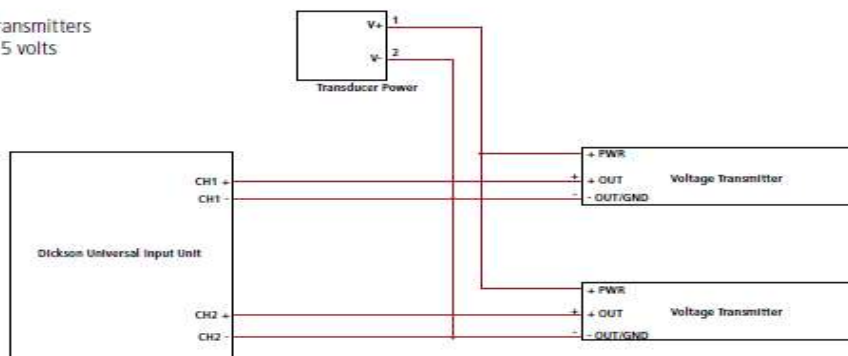 ransmitters
5 volts
V+ 1
V- 2
Transducer Power
+ PWR
+ + OUT Voltage Transmitter
- - OUT/GND
CH1 +
CH1 -
Dickson Universal Input Unit
+ PWR
+ + OUT Voltage Transmitter
- - OUT/GND
CH2 +
CH2 -